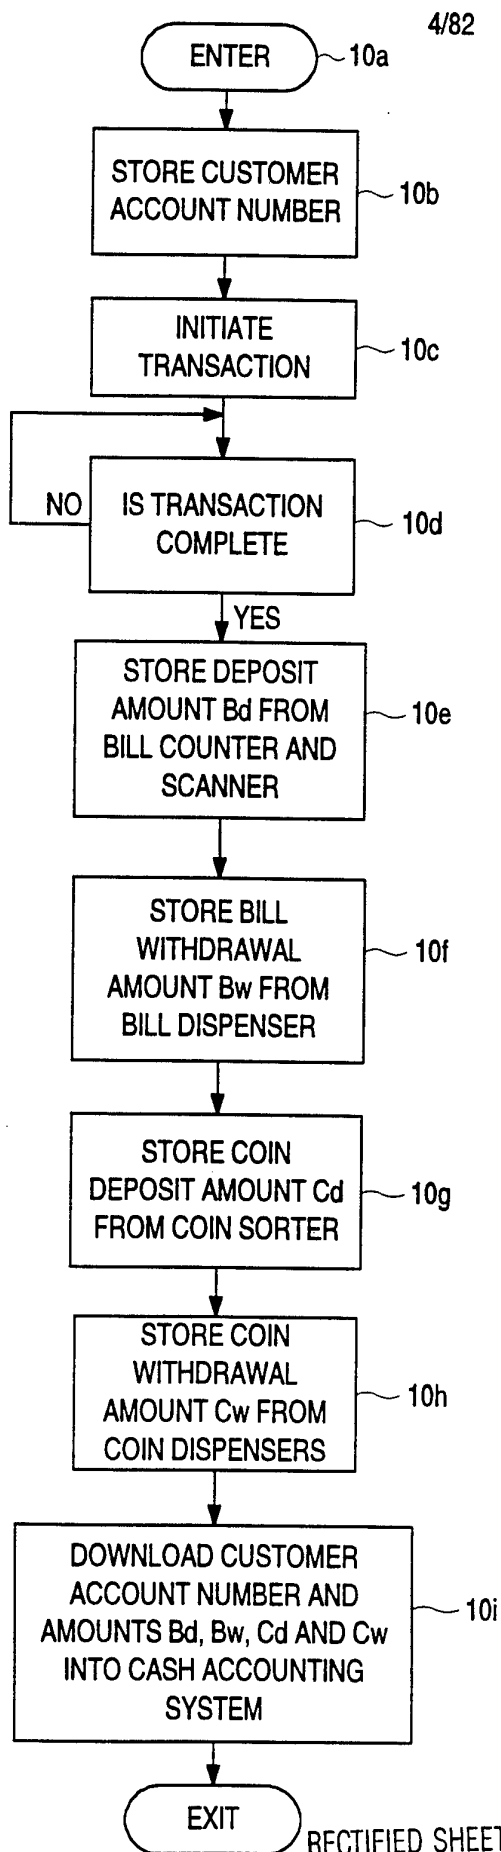 4/82
ENTER
10a
STORE CUSTOMER
ACCOUNT NUMBER
10b
INITIATE
TRANSACTION
10c
IS TRANSACTION
COMPLETE
10d
NO
YES
STORE DEPOSIT
AMOUNT Bd FROM
BILL COUNTER AND
SCANNER
10e
STORE BILL
WITHDRAWAL
AMOUNT Bw FROM
BILL DISPENSER
10f
STORE COIN
DEPOSIT AMOUNT Cd
FROM COIN SORTER
10g
STORE COIN
WITHDRAWAL
AMOUNT Cw FROM
COIN DISPENSERS
10h
DOWNLOAD CUSTOMER
ACCOUNT NUMBER AND
AMOUNTS Bd, Bw, Cd AND Cw
INTO CASH ACCOUNTING
SYSTEM
10i
EXIT
RECTIFIED SHEET